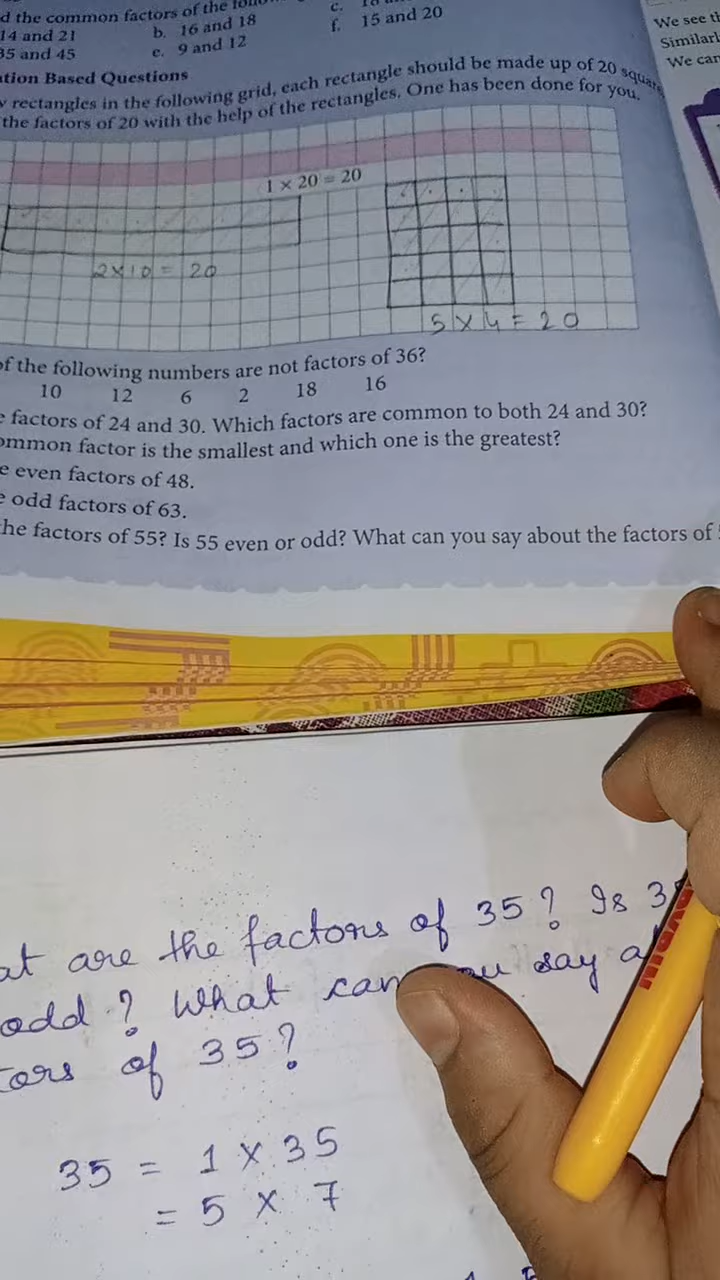 d the common factors of the
14 and 21 b. 16 and 18 c.
35 and 45 e. 9 and 12 f. 15 and 20
tion Based Questions
w rectangles in the following grid, each rectangle should be made up of 20 square
the factors of 20 with the help of the rectangles. One has been done for you.
1 × 20 = 20
2 × 10 = 20
5 × 4 = 20
of the following numbers are not factors of 36?
10 12 6 2 18 16
e factors of 24 and 30. Which factors are common to both 24 and 30?
ommon factor is the smallest and which one is the greatest?
e even factors of 48.
e odd factors of 63.
the factors of 55? Is 55 even or odd? What can you say about the factors of
We see t
Similarl
We can
at are the factors of 35? Is 35
odd? What can you say a
tors of 35?
35 = 1 × 35
= 5 × 7